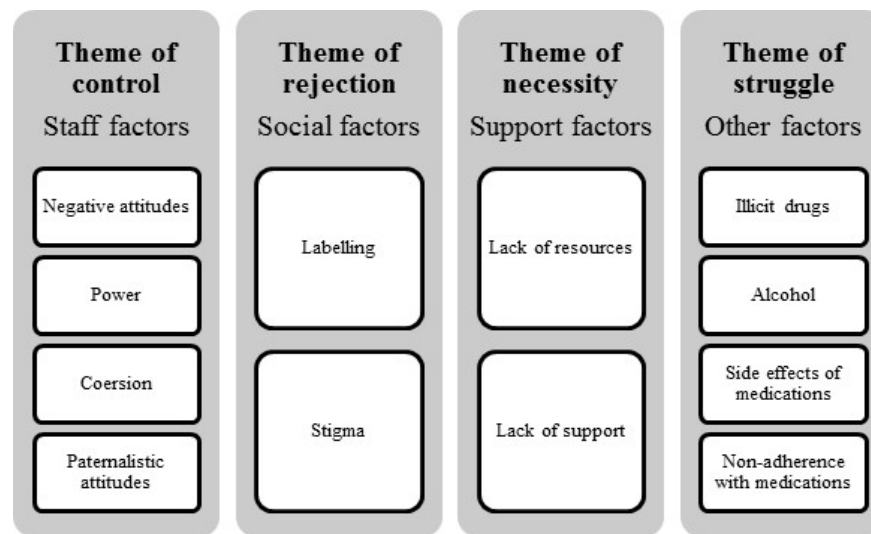 Theme of
control
Staff factors
Negative attitudes
Power
Coersion
Paternalistic
attitudes
Theme of
rejection
Social factors
Labelling
Stigma
Theme of
necessity
Support factors
Lack of resources
Lack of support
Theme of
struggle
Other factors
Illicit drugs
Alcohol
Side effects of
medications
Non-adherence
with medications